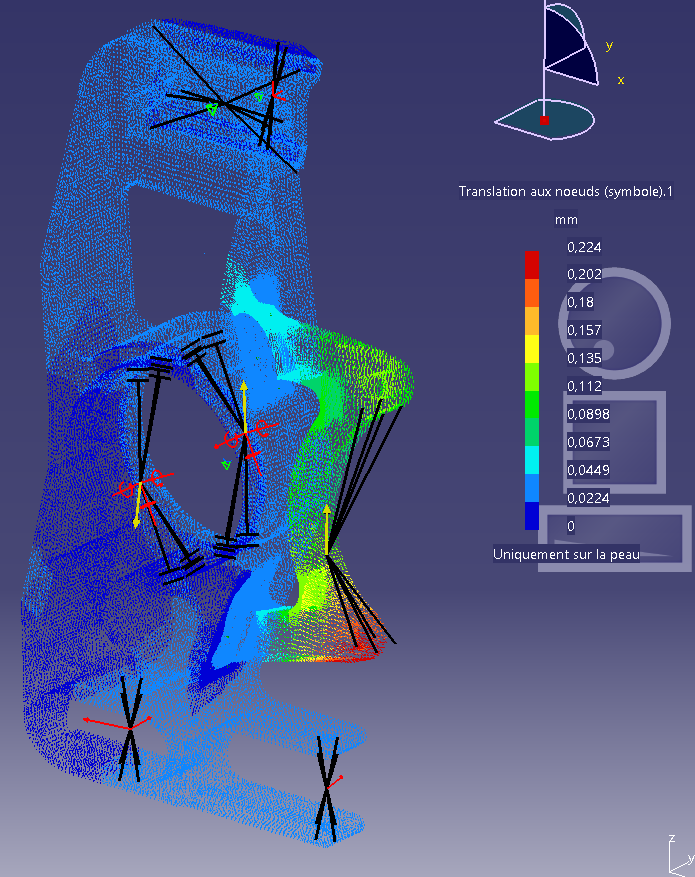 y
x
Translation aux noeuds (symbole).1
mm
0,224
0,202
0,18
0,157
0,135
0,112
0,0898
0,0673
0,0449
0,0224
0
Uniquement sur la peau
z
y